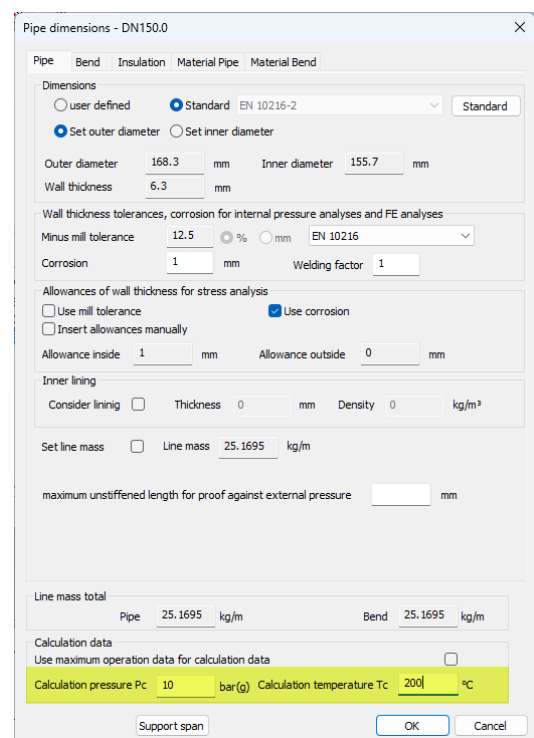 Pipe dimensions - DN150.0
Pipe Bend Insulation Material Pipe Material Bend
Dimensions
user defined Standard EN 10216-2 Standard
Set outer diameter Set inner diameter
Outer diameter 168.3 mm Inner diameter 155.7 mm
Wall thickness 6.3 mm
Wall thickness tolerances, corrosion for internal pressure analyses and FE analyses
Minus mill tolerance 12.5 % mm EN 10216
Corrosion 1 mm Welding factor 1
Allowances of wall thickness for stress analysis
Use mill tolerance Use corrosion
Insert allowances manually
Allowance inside 1 mm Allowance outside 0 mm
Inner lining
Consider lininig Thickness 0 mm Density 0 kg/m³
Set line mass Line mass 25.1695 kg/m
maximum unstiffened length for proof against external pressure mm
Line mass total
Pipe 25.1695 kg/m Bend 25.1695 kg/m
Calculation data
Use maximum operation data for calculation data
Calculation pressure Pc 10 bar(g) Calculation temperature Tc 200 °C
Support span OK Cancel